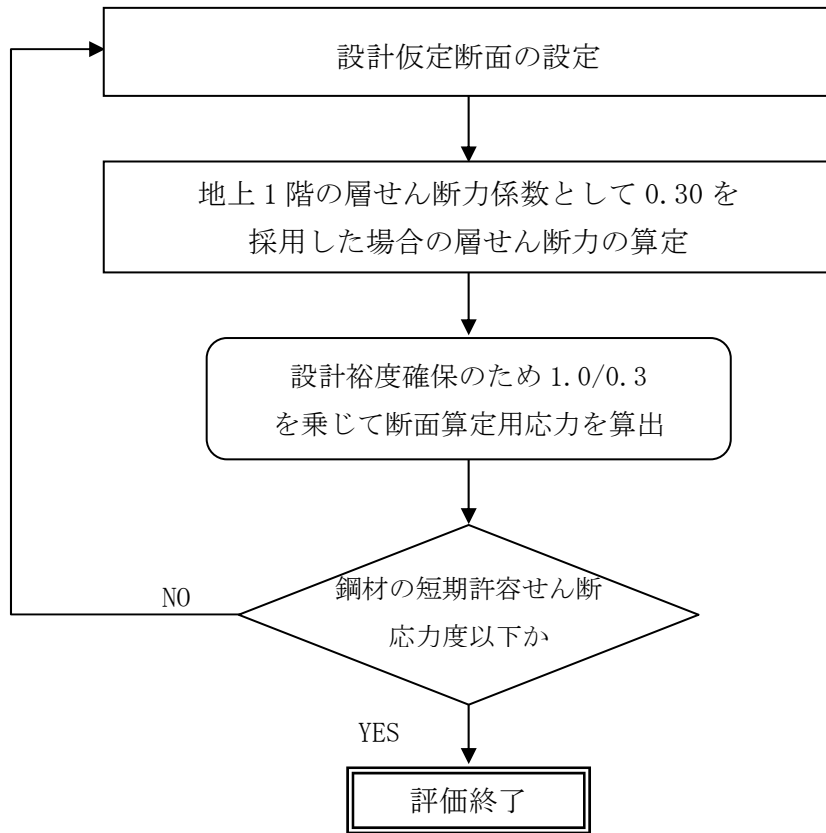 設計仮定断面の設定
地上1階の層せん断力係数として 0.30 を
採用した場合の層せん断力の算定
設計裕度確保のため 1.0/0.3
を乗じて断面算定用応力を算出
鋼材の短期許容せん断
応力度以下か
NO
YES
評価終了